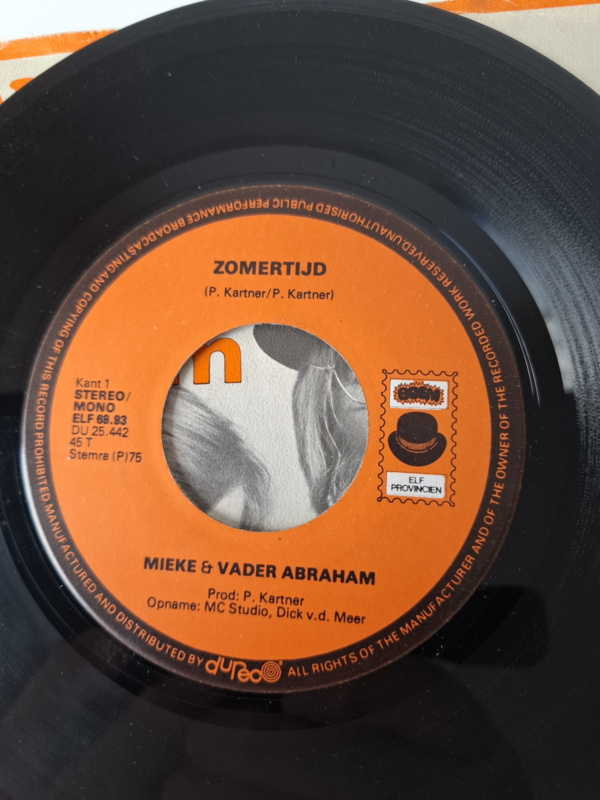 ZOMERTIJD
(P. Kartner/P. Kartner)
Kant 1
STEREO/
MONO
ELF 68.93
DU 25.442
45 T
Stemra (P)75
ELF
PROVINCIEN
MIEKE & VADER ABRAHAM
Prod: P. Kartner
Opname: MC Studio, Dick v.d. Meer
MANUFACTURED AND DISTRIBUTED BY dureco ALL RIGHTS OF THE MANUFACTURER AND OF THE OWNER OF THE RECORDED WORK RESERVED.UNAUTHORISED PUBLIC PERFORMANCE BROADCASTING AND COPYING OF THIS RECORD PROHIBITED